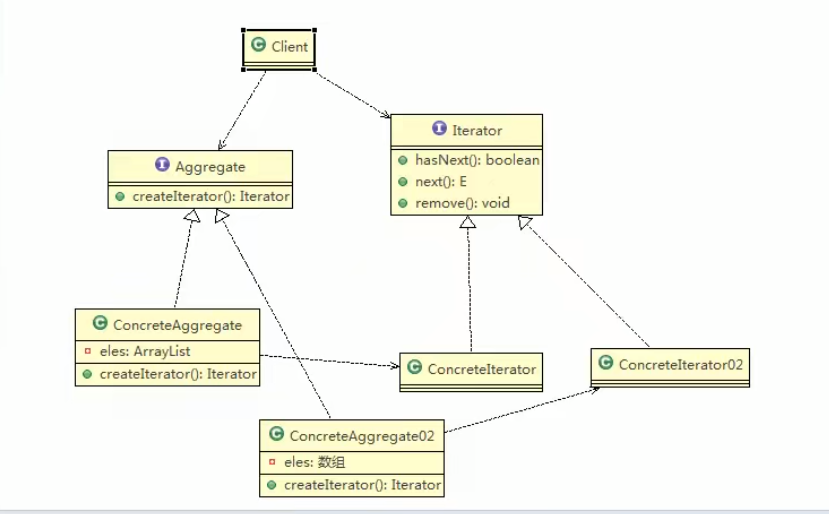 Client
Iterator
hasNext(): boolean
next(): E
remove(): void
Aggregate
createIterator(): Iterator
ConcreteAggregate
eles: ArrayList
createIterator(): Iterator
ConcreteIterator
ConcreteIterator02
ConcreteAggregate02
eles: 数组
createIterator(): Iterator